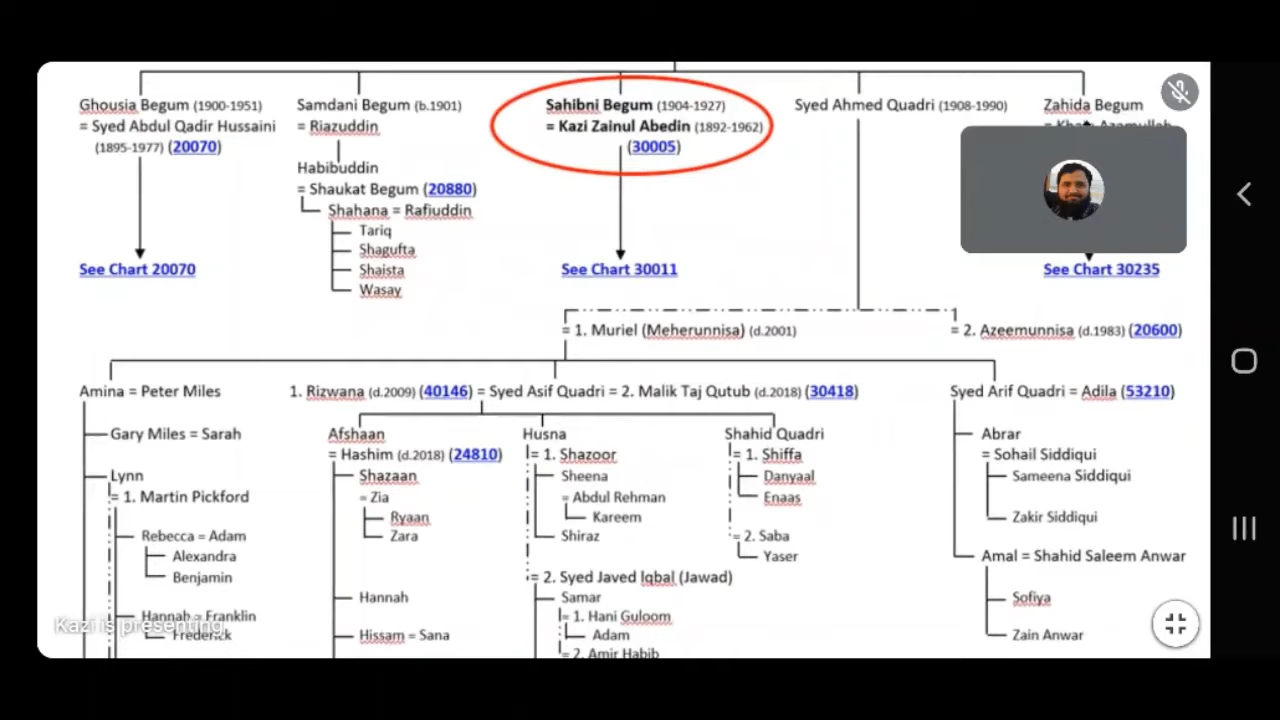 Ghousia Begum (1900-1951)
= Syed Abdul Qadir Hussaini
(1895-1977) (20070)
See Chart 20070
Samdani Begum (b.1901)
= Riazuddin
Habibuddin
= Shaukat Begum (20880)
Shahana = Rafiuddin
Tariq
Shagufta
Shaista
Wasay
Sahibni Begum (1904-1927)
= Kazi Zainul Abedin (1892-1962)
(30005)
See Chart 30011
Syed Ahmed Quadri (1908-1990)
Zahida Begum
See Chart 30235
= 1. Muriel (Meherunnisa) (d.2001)
= 2. Azeemunnisa (d.1983) (20600)
Amina = Peter Miles
Gary Miles = Sarah
Lynn
= 1. Martin Pickford
Rebecca = Adam
Alexandra
Benjamin
Hannah = Franklin
Frederick
1. Rizwana (d.2009) (40146) = Syed Asif Quadri = 2. Malik Taj Qutub (d.2018) (30418)
Afshaan
= Hashim (d.2018) (24810)
Shazaan
= Zia
Ryaan
Zara
Hannah
Hissam = Sana
Husna
= 1. Shazoor
Sheena
= Abdul Rehman
Kareem
Shiraz
= 2. Syed Javed Iqbal (Jawad)
Samar
= 1. Hani Guloom
Adam
= 2. Amir Habib
Shahid Quadri
= 1. Shiffa
Danyaal
Enaas
= 2. Saba
Yaser
Syed Arif Quadri = Adila (53210)
Abrar
= Sohail Siddiqui
Sameena Siddiqui
Zakir Siddiqui
Amal = Shahid Saleem Anwar
Sofiya
Zain Anwar
Kazi is presenting